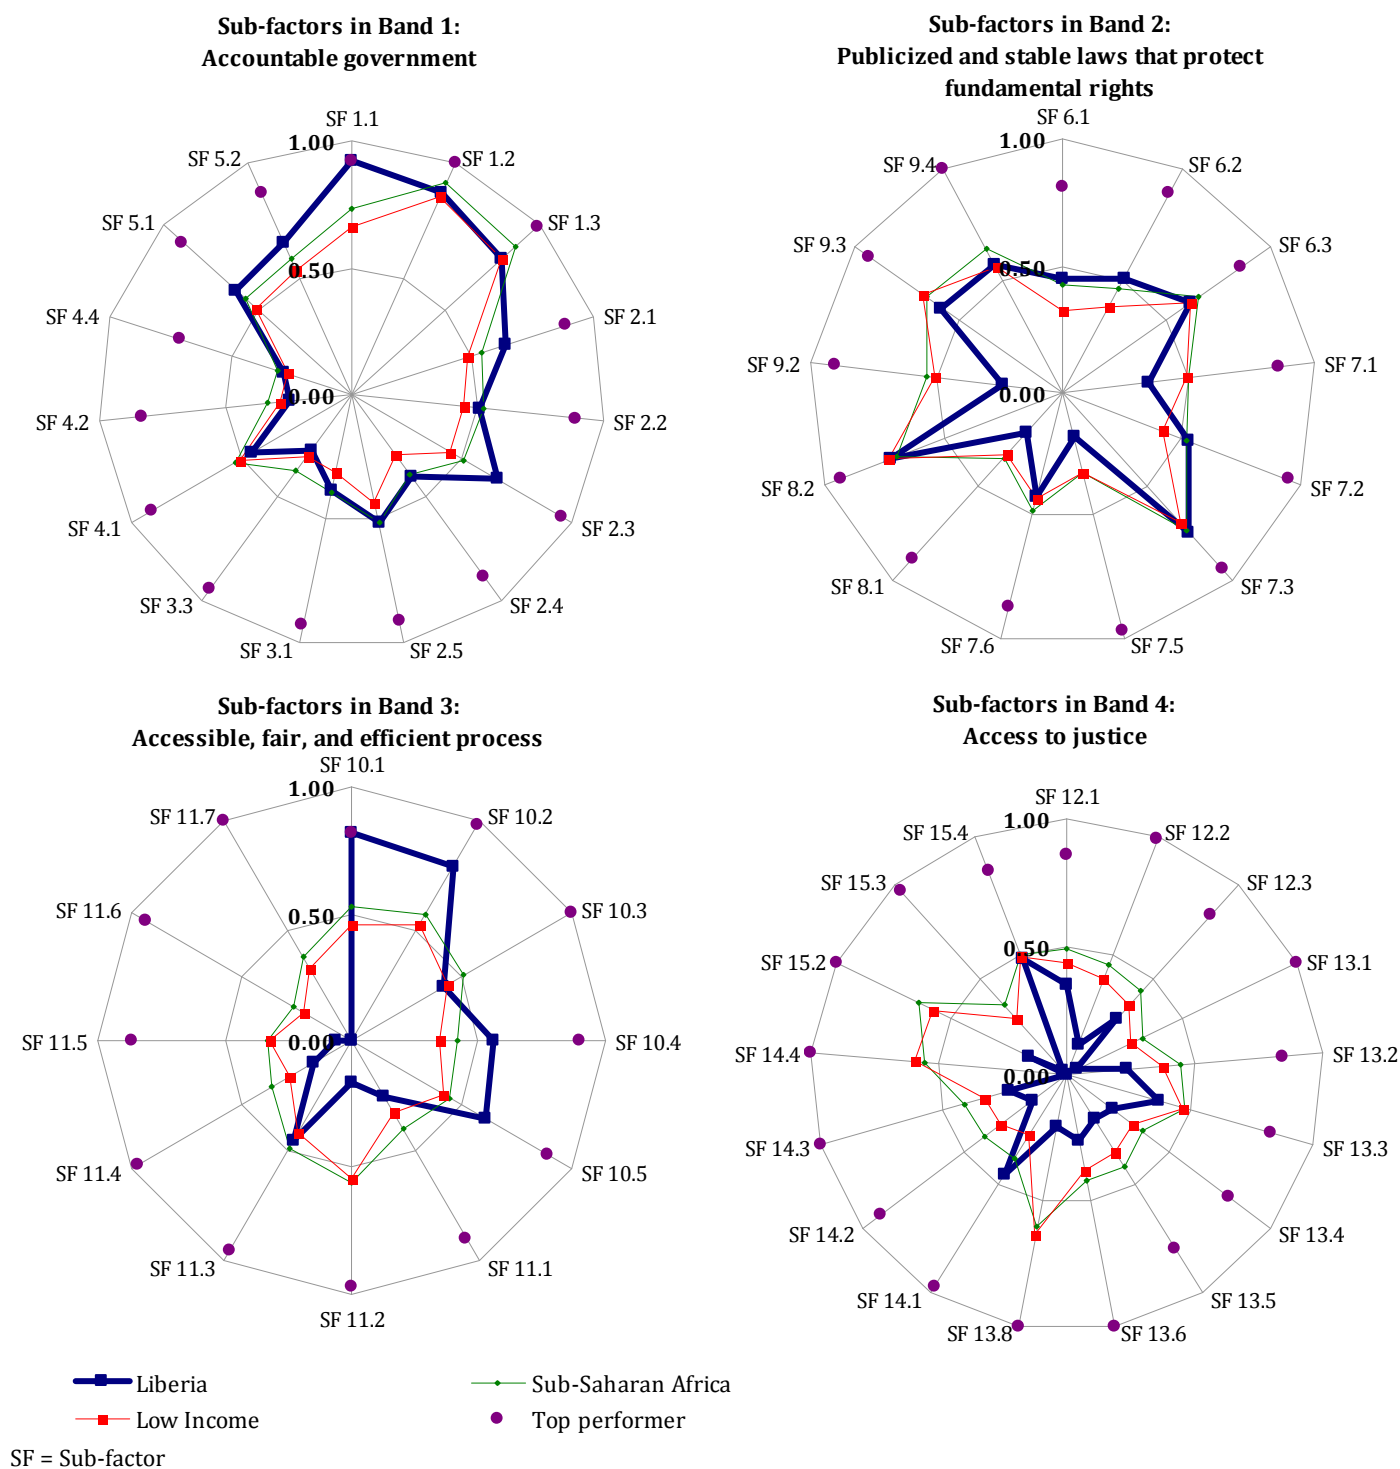 Sub-factors in Band 1:
Accountable government
SF 1.1
1.00
SF 1.2
SF 5.2
SF 1.3
SF 5.1
0.50
SF 4.4
SF 2.1
0.00
SF 4.2
SF 2.2
SF 4.1
SF 2.3
SF 3.3
SF 2.4
SF 3.1
SF 2.5
Sub-factors in Band 2:
Publicized and stable laws that protect
fundamental rights
SF 6.1
1.00
SF 9.4
SF 6.2
SF 9.3
SF 6.3
0.50
SF 9.2
SF 7.1
0.00
SF 8.2
SF 7.2
SF 8.1
SF 7.3
SF 7.6
SF 7.5
Sub-factors in Band 3:
Accessible, fair, and efficient process
SF 10.1
1.00
SF 11.7
SF 10.2
SF 11.6
SF 10.3
0.50
SF 11.5
0.00
SF 10.4
SF 11.4
SF 10.5
SF 11.3
SF 11.1
SF 11.2
Sub-factors in Band 4:
Access to justice
SF 12.1
1.00
SF 15.4
SF 12.2
SF 15.3
SF 12.3
0.50
SF 15.2
SF 13.1
SF 14.4
0.00
SF 13.2
SF 14.3
SF 13.3
SF 14.2
SF 13.4
SF 14.1
SF 13.5
SF 13.8
SF 13.6
Liberia
Sub-Saharan Africa
Low Income
Top performer
SF = Sub-factor